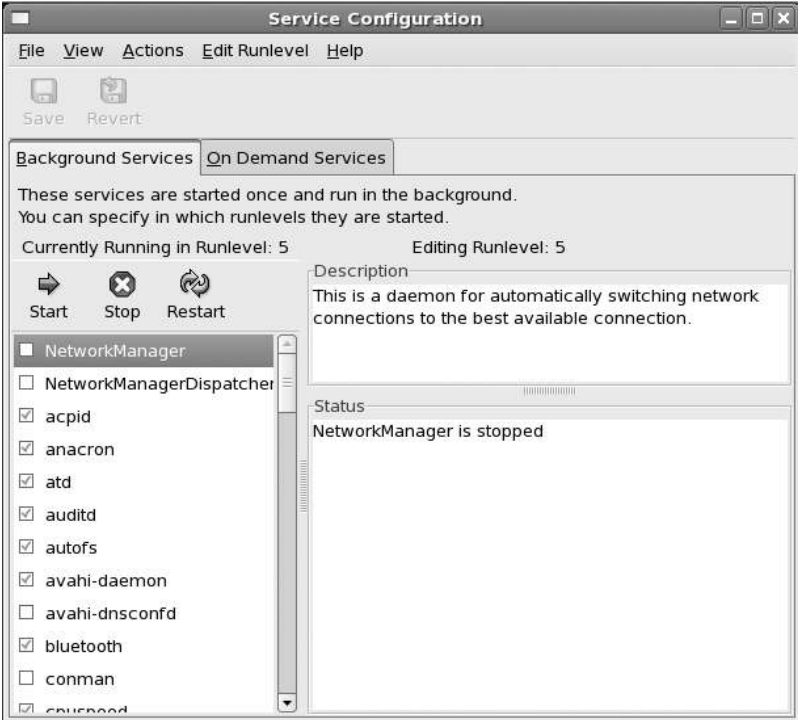 Service Configuration
File View Actions Edit Runlevel Help
Save Revert
Background Services On Demand Services
These services are started once and run in the background.
You can specify in which runlevels they are started.
Currently Running in Runlevel: 5 Editing Runlevel: 5
Start Stop Restart
NetworkManager
NetworkManagerDispatcher
acpid
anacron
atd
auditd
autofs
avahi-daemon
avahi-dnsconfd
bluetooth
conman
Description
This is a daemon for automatically switching network
connections to the best available connection.
Status
NetworkManager is stopped